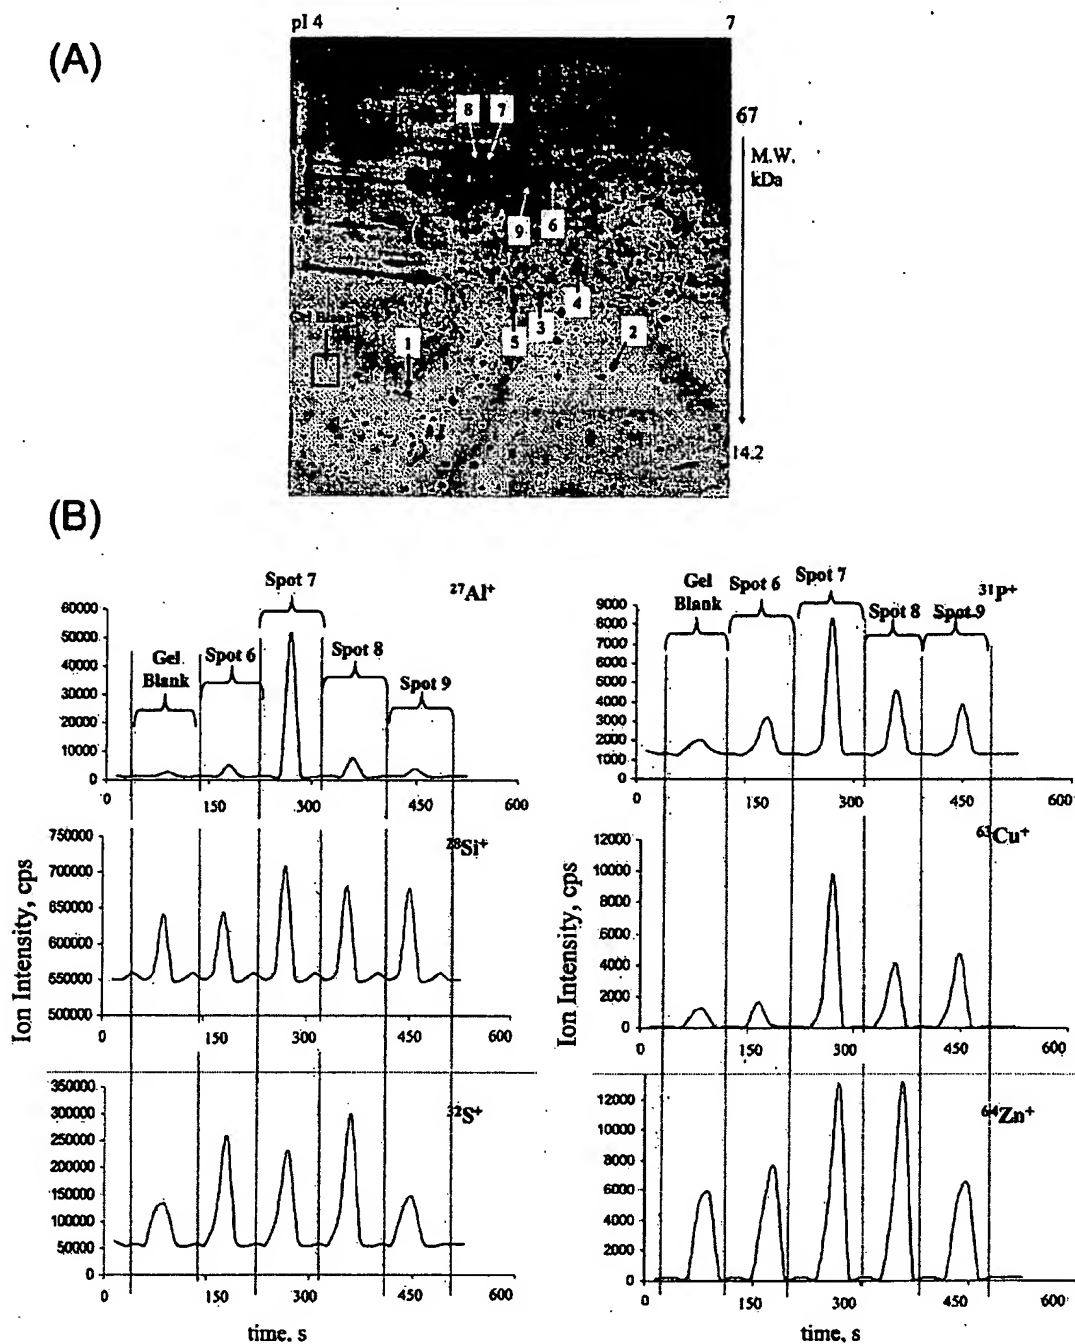 (A)
pI 4 7
67
M.W.
kDa
14.2
8 7
9 6
4
3
5
2
1
(B)
Spot 7
²⁷Al⁺
Spot 6
Gel
Blank
Spot 8
Spot 9
60000
50000
40000
30000
20000
10000
0
0 150 300 450 600
²⁸Si⁺
750000
700000
650000
600000
550000
500000
0 150 300 450 600
³²S⁺
350000
300000
250000
200000
150000
100000
50000
0
0 150 300 450 600
Ion Intensity, cps
time, s
Gel
Blank
Spot 6
Spot 7
³¹P⁺
Spot 8
Spot 9
9000
8000
7000
6000
5000
4000
3000
2000
1000
0
0 150 300 450 600
⁶³Cu⁺
12000
10000
8000
6000
4000
2000
0
0 150 300 450 600
⁶⁴Zn⁺
12000
10000
8000
6000
4000
2000
0
0 150 300 450 600
Ion Intensity, cps
time, s